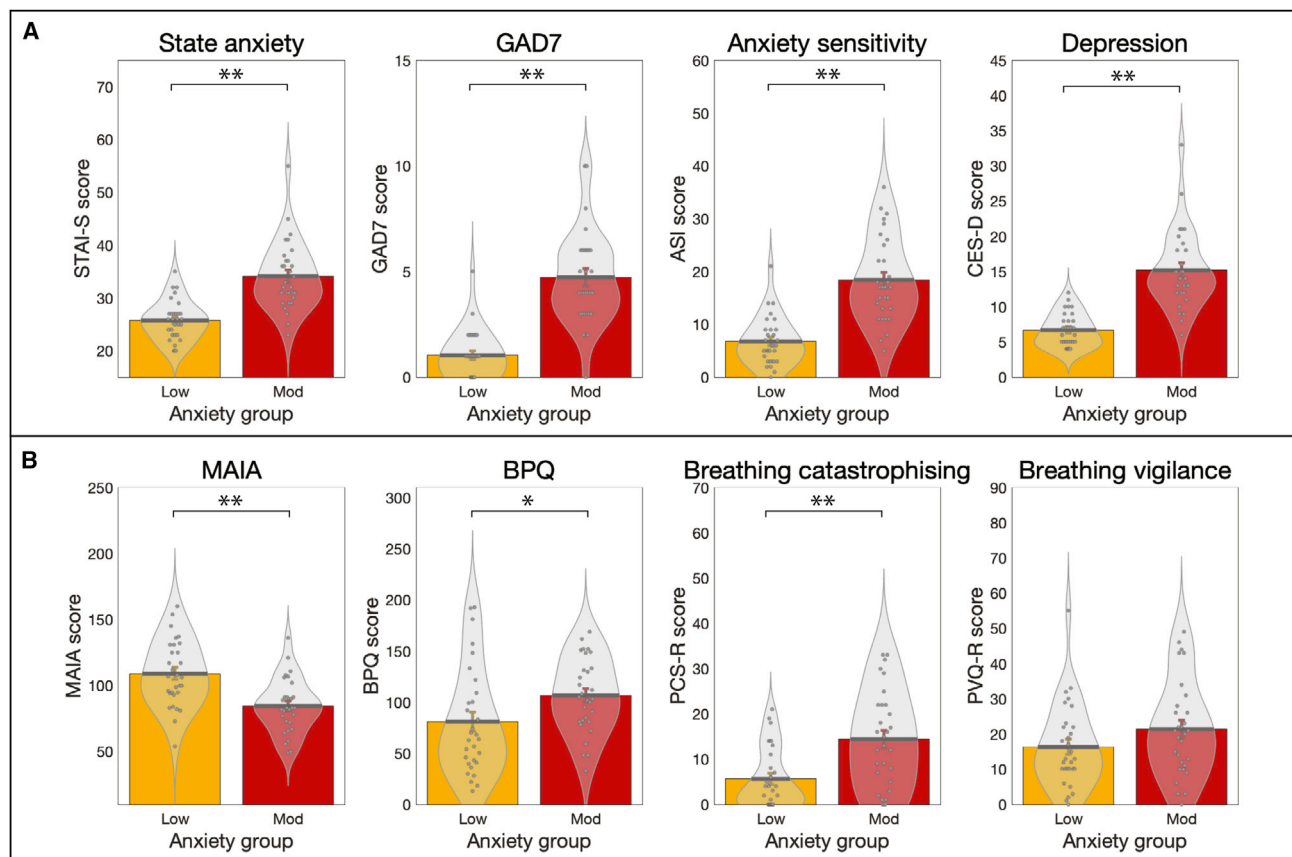 A
State anxiety
**
STAI-S score
70
60
50
40
30
20
Low
Mod
Anxiety group
GAD7
**
GAD7 score
15
10
5
0
Low
Mod
Anxiety group
Anxiety sensitivity
**
ASI score
60
50
40
30
20
10
0
Low
Mod
Anxiety group
Depression
**
CES-D score
45
40
35
30
25
20
15
10
5
0
Low
Mod
Anxiety group
B
MAIA
**
MAIA score
250
200
150
100
50
Low
Mod
Anxiety group
BPQ
*
BPQ score
300
250
200
150
100
50
0
Low
Mod
Anxiety group
Breathing catastrophising
**
PCS-R score
70
60
50
40
30
20
10
0
Low
Mod
Anxiety group
Breathing vigilance
PVQ-R score
90
80
70
60
50
40
30
20
10
0
Low
Mod
Anxiety group